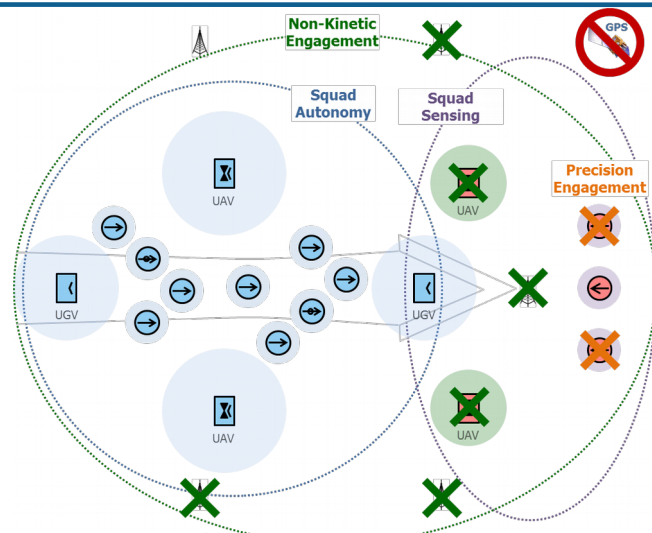 Non-Kinetic
Engagement
GPS
Squad
Autonomy
Squad
Sensing
Precision
Engagement
UAV
UAV
UGV
UGV
UAV
UAV